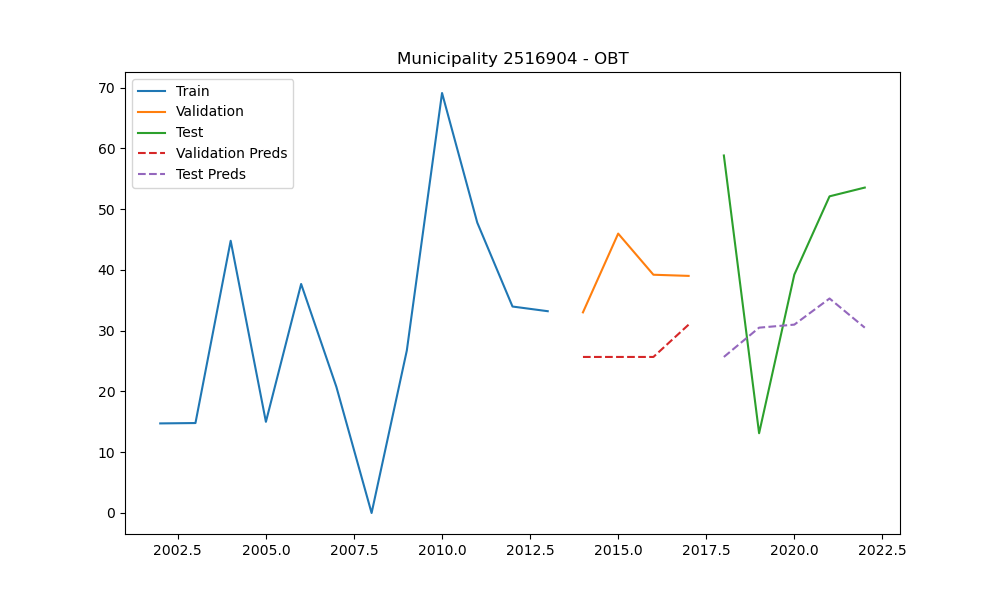 Municipality 2516904 - OBT
Train
Validation
Test
Validation Preds
Test Preds
70
60
50
40
30
20
10
0
2002.5 2005.0 2007.5 2010.0 2012.5 2015.0 2017.5 2020.0 2022.5